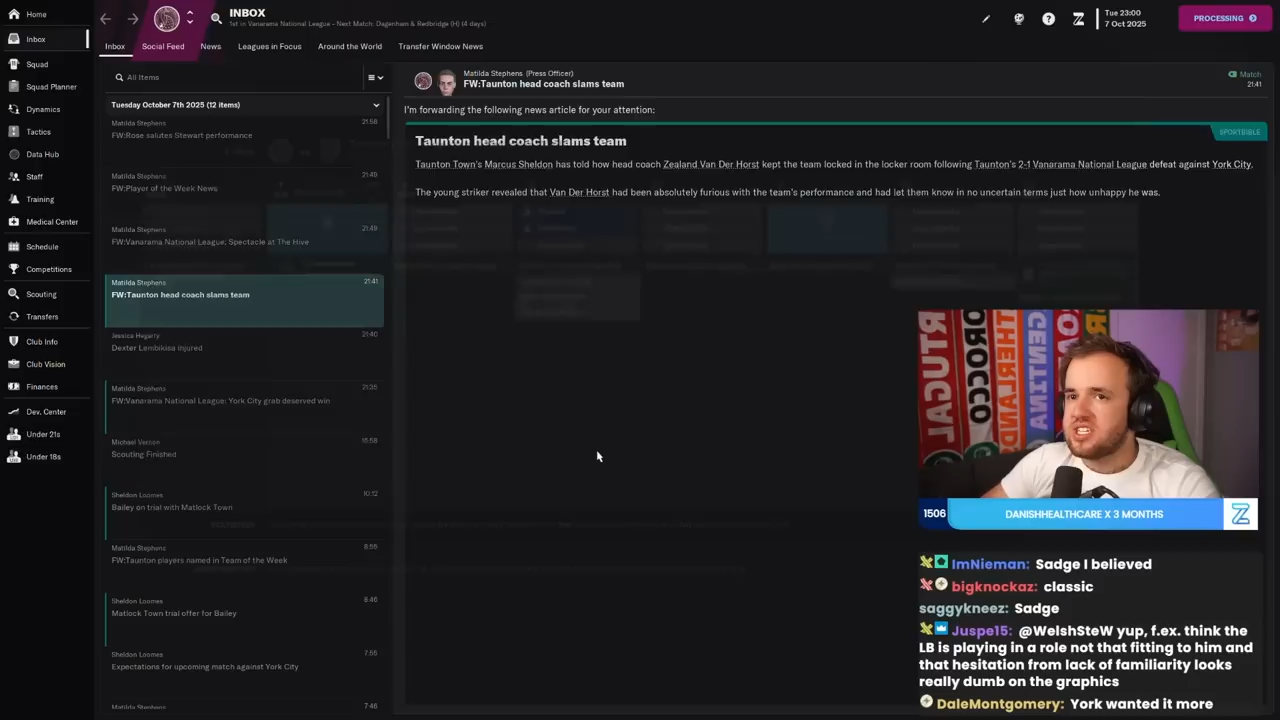 Home
Inbox
Squad
Squad Planner
Dynamics
Tactics
Data Hub
Staff
Training
Medical Center
Schedule
Competitions
Scouting
Transfers
Club Info
Club Vision
Finances
Dev. Center
Under 21s
Under 18s
INBOX
1st in Vanarama National League - Next Match: Dagenham & Redbridge (H) (4 days)
Tue 23:00
7 Oct 2025
PROCESSING
Inbox
Social Feed
News
Leagues in Focus
Around the World
Transfer Window News
All Items
Tuesday October 7th 2025 (12 items)
Matilda Stephens 21:58
FW:Rose salutes Stewart performance
Matilda Stephens 21:49
FW:Player of the Week News
Matilda Stephens 21:49
FW:Vanarama National League: Spectacle at The Hive
Matilda Stephens 21:41
FW:Taunton head coach slams team
Jessica Hegarty 21:40
Dexter Lembikisa injured
Matilda Stephens 21:35
FW:Vanarama National League: York City grab deserved win
Michael Vernon 16:58
Scouting Finished
Sheldon Loomes 10:12
Bailey on trial with Matlock Town
Matilda Stephens 8:56
FW:Taunton players named in Team of the Week
Sheldon Loomes 8:46
Matlock Town trial offer for Bailey
Sheldon Loomes 7:55
Expectations for upcoming match against York City
Matilda Stephens 7:46
Matilda Stephens (Press Officer)
FW:Taunton head coach slams team
Match
21:41
I'm forwarding the following news article for your attention:
SPORTBIBLE
Taunton head coach slams team
Taunton Town's Marcus Sheldon has told how head coach Zealand Van Der Horst kept the team locked in the locker room following Taunton's 2-1 Vanarama National League defeat against York City.
The young striker revealed that Van Der Horst had been absolutely furious with the team's performance and had let them know in no uncertain terms just how unhappy he was.
1506
DANISHHEALTHCARE X 3 MONTHS
ImNieman: Sadge I believed
bigknockaz: classic
saggykneez: Sadge
Juspe15: @WelshSteW yup, f.ex. think the
LB is playing in a role not that fitting to him and
that hesitation from lack of familiarity looks
really dumb on the graphics
DaleMontgomery: York wanted it more